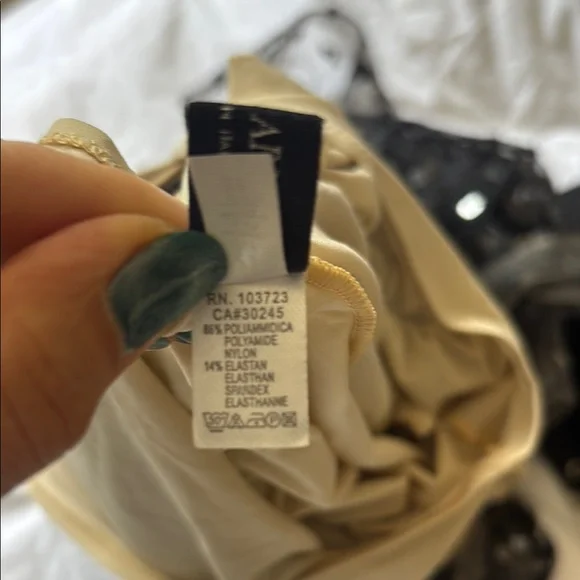 RN. 103723
CA#30245
86% POLIAMMIDICA
POLYAMIDE
NYLON
14% ELASTAN
ELASTHAN
SPANDEX
ELASTHANNE